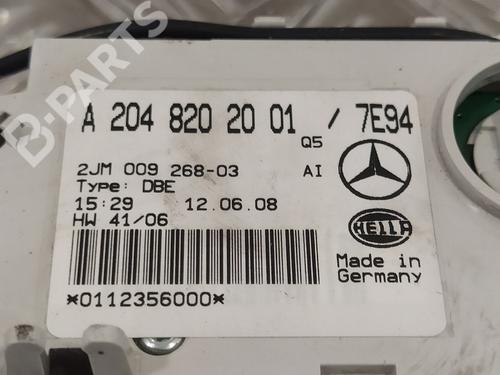 B-PARTS
A 204 820 20 01 / 7E94
Q5
2JM 009 268-03 AI
Type: DBE
15:29 12.06.08
HW 41/06
HELLA
Made in
Germany
*0112356000*